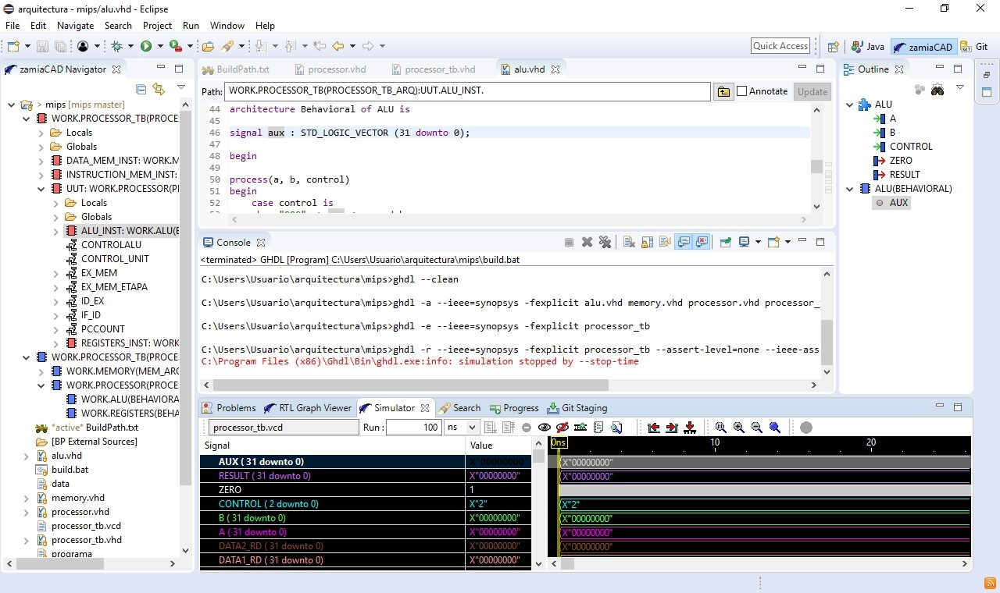 arquitectura - mips/alu.vhd - Eclipse
File Edit Navigate Search Project Run Window Help
Quick Access Java zamiaCAD Git
zamiaCAD Navigator
> mips [mips master]
WORK.PROCESSOR_TB(PROCE
Locals
Globals
DATA_MEM_INST: WORK.M
INSTRUCTION_MEM_INST:
UUT: WORK.PROCESSOR(P
Locals
Globals
ALU_INST: WORK.ALU(E
CONTROLALU
CONTROL_UNIT
EX_MEM
EX_MEM_ETAPA
ID_EX
IF_ID
PCCOUNT
REGISTERS_INST: WORK
WORK.PROCESSOR_TB(PROCE
WORK.MEMORY(MEM_ARC
WORK.PROCESSOR(PROCE
WORK.ALU(BEHAVIORA
WORK.REGISTERS(BEHA
*active* BuildPath.txt
[BP External Sources]
alu.vhd
build.bat
data
memory.vhd
processor.vhd
processor_tb.vcd
processor_tb.vhd
programa
BuildPath.txt processor.vhd processor_tb.vhd alu.vhd
Path: WORK.PROCESSOR_TB(PROCESSOR_TB_ARQ):UUT.ALU_INST. Annotate Update
44 architecture Behavioral of ALU is
45
46 signal aux : STD_LOGIC_VECTOR (31 downto 0);
47
48 begin
49
50 process(a, b, control)
51 begin
52 case control is
Console
<terminated> GHDL [Program] C:\Users\Usuario\arquitectura\mips\build.bat
C:\Users\Usuario\arquitectura\mips>ghdl --clean
C:\Users\Usuario\arquitectura\mips>ghdl -a --ieee=synopsys -fexplicit alu.vhd memory.vhd processor.vhd processor_
C:\Users\Usuario\arquitectura\mips>ghdl -e --ieee=synopsys -fexplicit processor_tb
C:\Users\Usuario\arquitectura\mips>ghdl -r --ieee=synopsys -fexplicit processor_tb --assert-level=none --ieee-ass
C:\Program Files (x86)\Ghdl\Bin\ghdl.exe:info: simulation stopped by --stop-time
Outline
ALU
A
B
CONTROL
ZERO
RESULT
ALU(BEHAVIORAL)
AUX
Problems RTL Graph Viewer Simulator Search Progress Git Staging
processor_tb.vcd Run : 100 ns
Signal Value 0ns 10 20
AUX ( 31 downto 0) X"00000000" X"00000000"
RESULT ( 31 downto 0) X"00000000" X"00000000"
ZERO 1
CONTROL ( 2 downto 0) X"2" X"2"
B ( 31 downto 0) X"00000000" X"00000000"
A ( 31 downto 0) X"00000000" X"00000000"
DATA2_RD ( 31 downto 0) X"00000000" X"00000000"
DATA1_RD ( 31 downto 0) X"00000000" X"00000000"